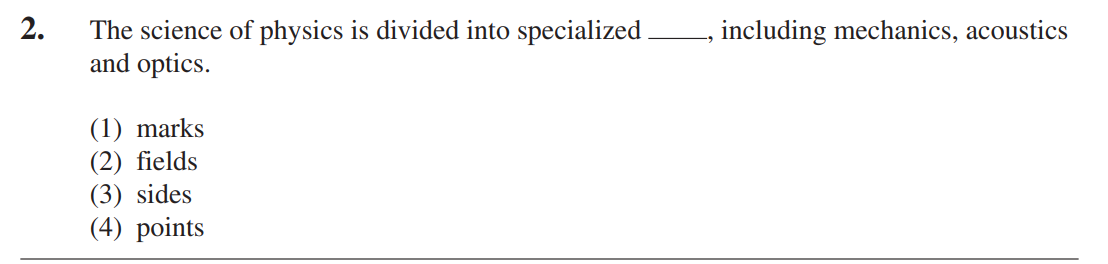 2. The science of physics is divided into specialized ____, including mechanics, acoustics
and optics.
(1) marks
(2) fields
(3) sides
(4) points